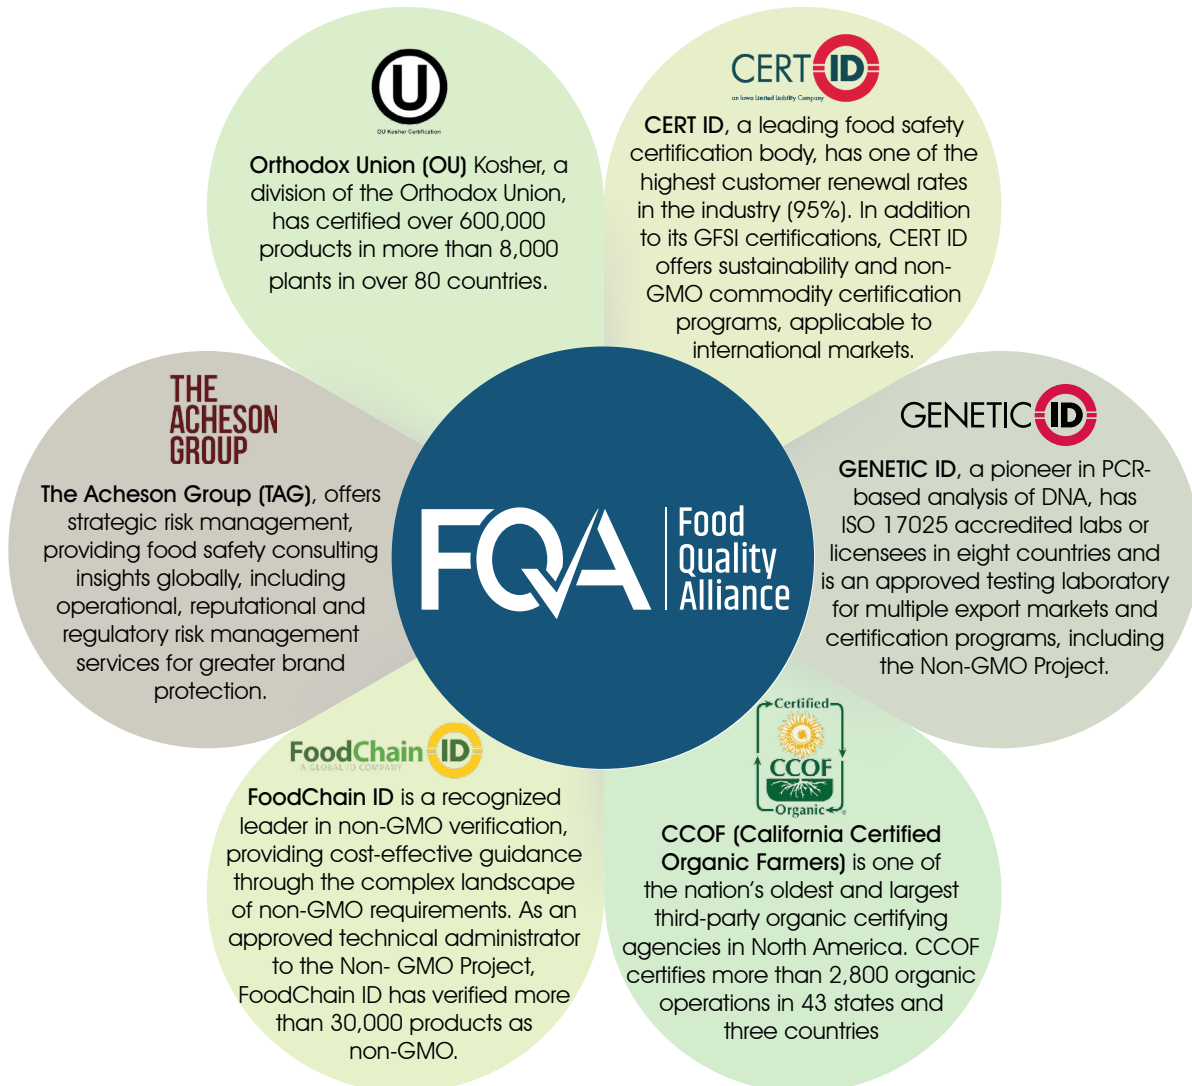 U
OU Kosher Certification
Orthodox Union (OU) Kosher, a
division of the Orthodox Union,
has certified over 600,000
products in more than 8,000
plants in over 80 countries.
CERT ID
an Iowa Limited Liability Company
CERT ID, a leading food safety
certification body, has one of the
highest customer renewal rates
in the industry (95%). In addition
to its GFSI certifications, CERT ID
offers sustainability and non-
GMO commodity certification
programs, applicable to
international markets.
THE
ACHESON
GROUP
The Acheson Group (TAG), offers
strategic risk management,
providing food safety consulting
insights globally, including
operational, reputational and
regulatory risk management
services for greater brand
protection.
FQA
Food
Quality
Alliance
GENETIC ID
GENETIC ID, a pioneer in PCR-
based analysis of DNA, has
ISO 17025 accredited labs or
licensees in eight countries and
is an approved testing laboratory
for multiple export markets and
certification programs, including
the Non-GMO Project.
FoodChain ID
A GLOBAL ID COMPANY
FoodChain ID is a recognized
leader in non-GMO verification,
providing cost-effective guidance
through the complex landscape
of non-GMO requirements. As an
approved technical administrator
to the Non- GMO Project,
FoodChain ID has verified more
than 30,000 products as
non-GMO.
Certified
CCOF
Organic
®
CCOF (California Certified
Organic Farmers) is one of
the nation's oldest and largest
third-party organic certifying
agencies in North America. CCOF
certifies more than 2,800 organic
operations in 43 states and
three countries